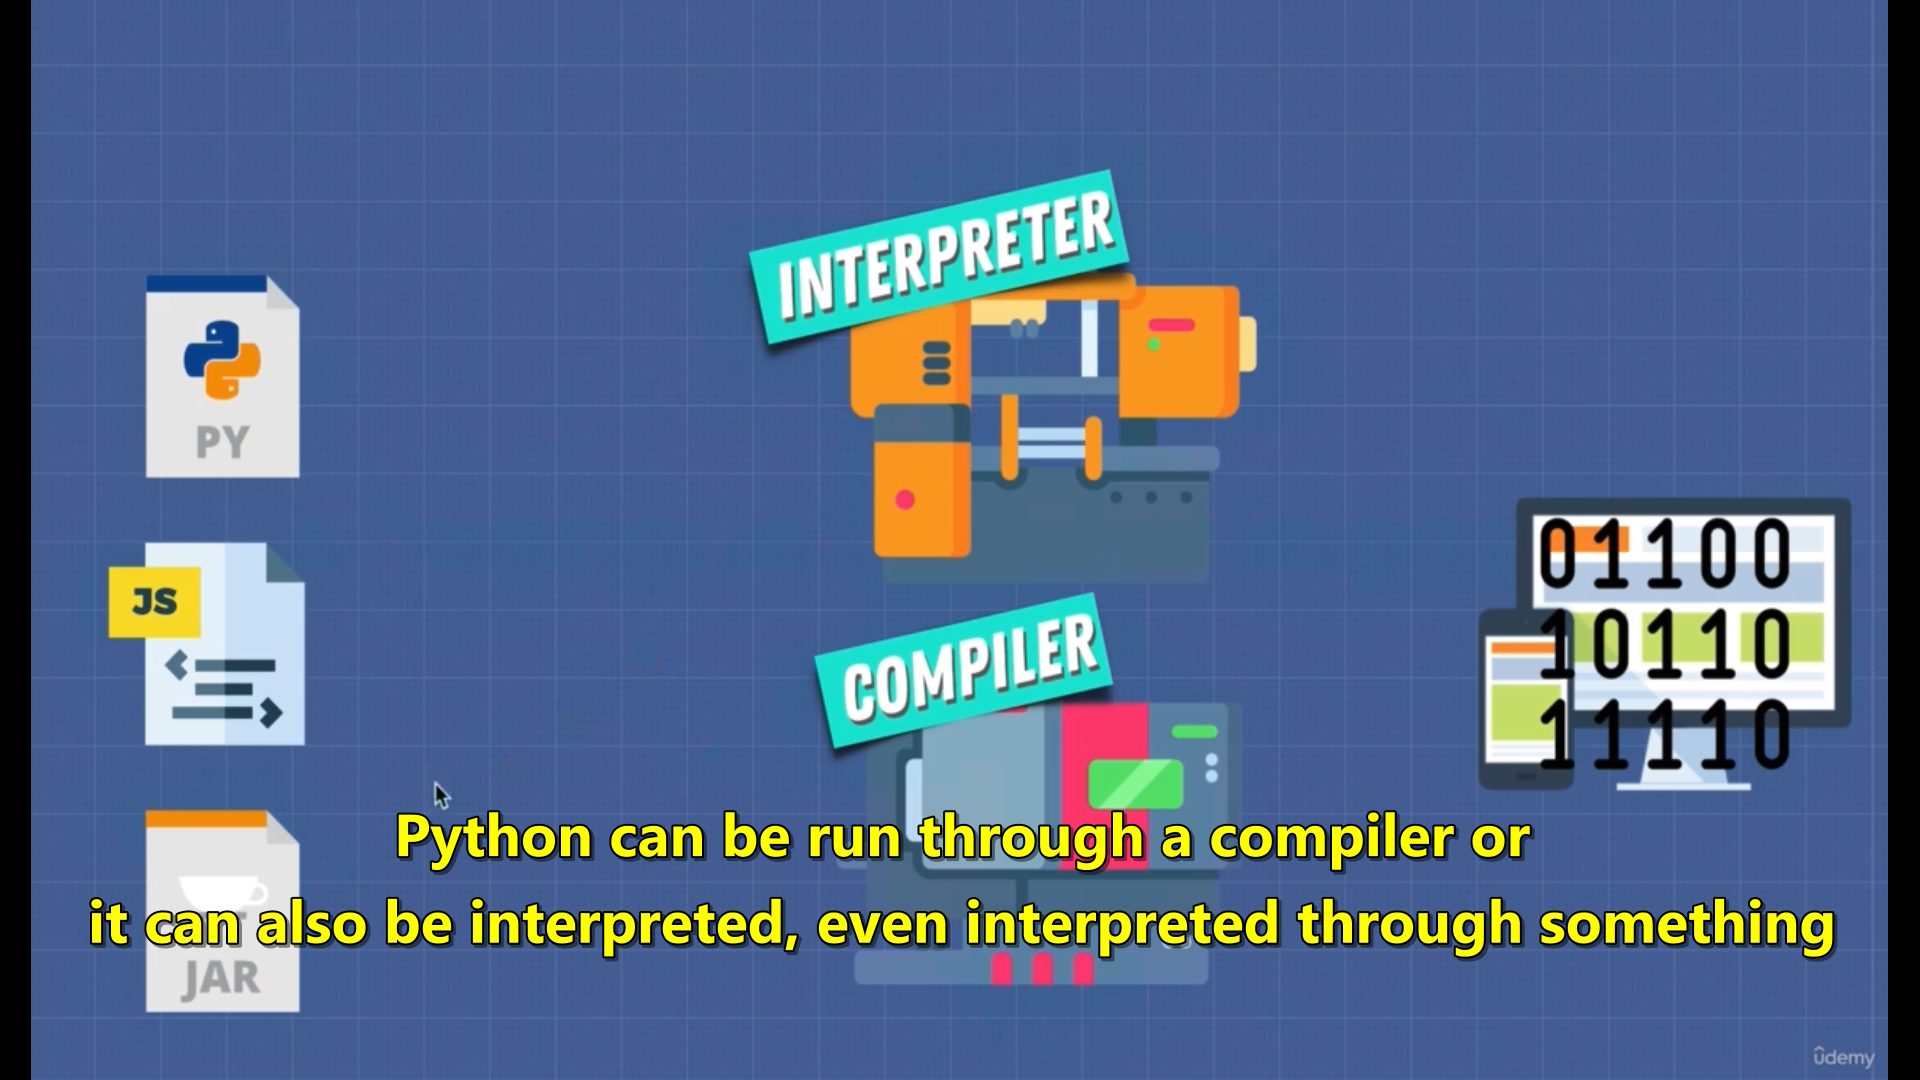 INTERPRETER
PY
JS
COMPILER
01100
10110
11110
Python can be run through a compiler or
it can also be interpreted, even interpreted through something
JAR
ûdemy